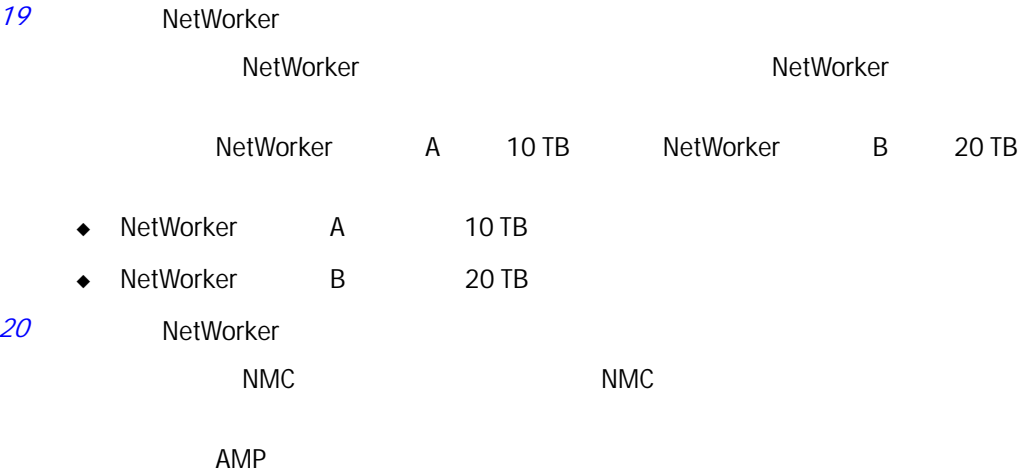 19 NetWorker
NetWorker NetWorker
NetWorker A 10 TB NetWorker B 20 TB
◆ NetWorker A 10 TB
◆ NetWorker B 20 TB
20 NetWorker
NMC NMC
AMP